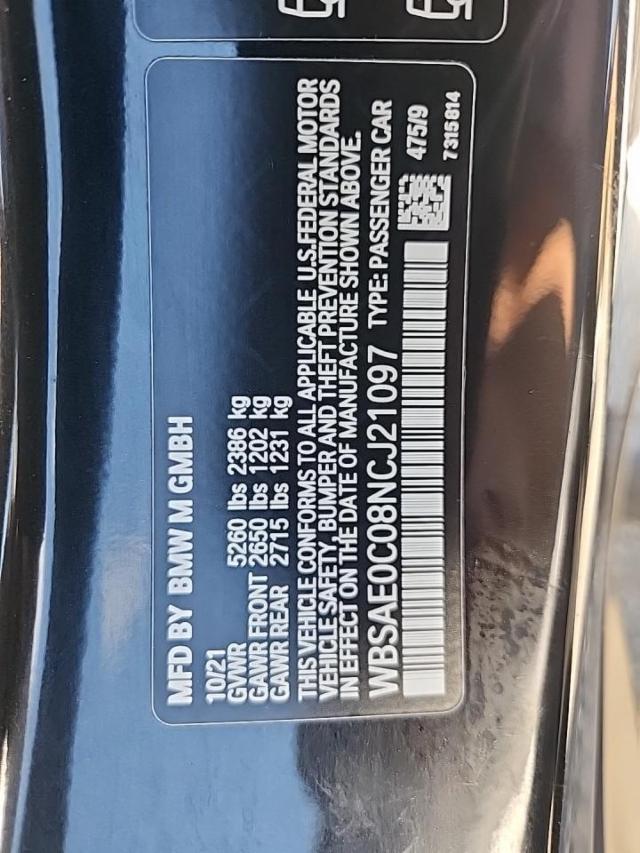 MFD BY BMW M GMBH
10/21
GVWR 5260 lbs 2386 kg
GAWR FRONT 2650 lbs 1202 kg
GAWR REAR 2715 lbs 1231 kg
THIS VEHICLE CONFORMS TO ALL APPLICABLE U.S.FEDERAL MOTOR
VEHICLE SAFETY, BUMPER AND THEFT PREVENTION STANDARDS
IN EFFECT ON THE DATE OF MANUFACTURE SHOWN ABOVE.
WBSAE0C08NCJ21097 TYPE: PASSENGER CAR
475/9
7315814